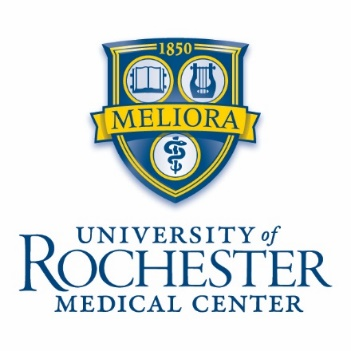 1850
MELIORA
UNIVERSITY of
ROCHESTER
MEDICAL CENTER